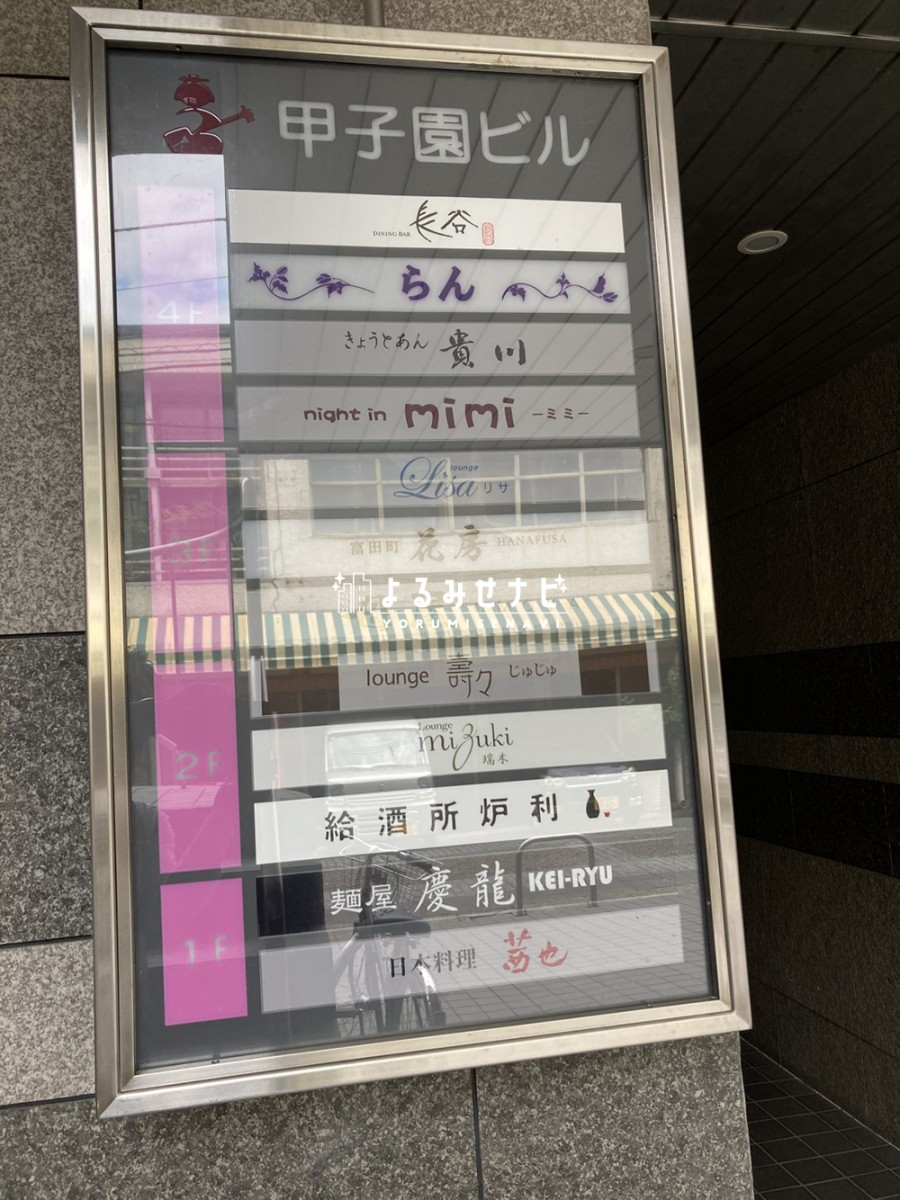 甲子園ビル
DINING BAR 長谷
4F
らん
きょうとあん 貴川
night in mimi －ミミ－
lounge
Lisa リサ
3F
富田町 花房 HANAFUSA
よるみせナビ
YORUMISENAVI
lounge 壽々 じゅじゅ
Lounge
mizuki
瑞木
2F
給酒所炉利
麺屋 慶龍 KEI-RYU
1F
日本料理 茜也